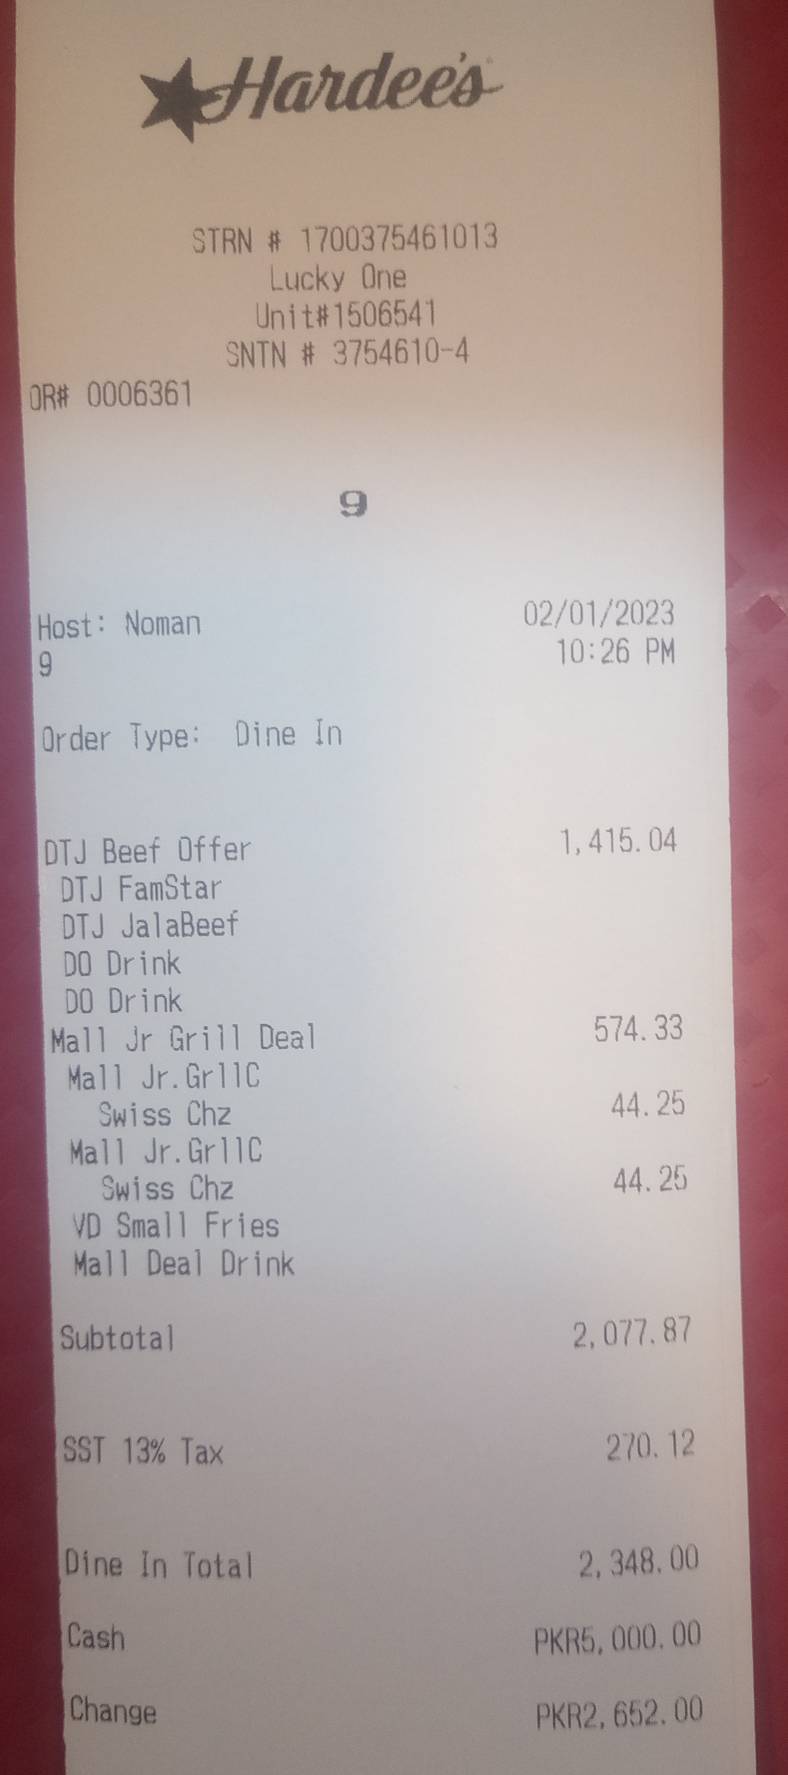 Hardee's
STRN # 1700375461013
Lucky One
Unit#1506541
SNTN # 3754610-4
OR# 0006361
9
Host: Noman 02/01/2023
9 10:26 PM
Order Type: Dine In
DTJ Beef Offer 1,415.04
DTJ FamStar
DTJ JalaBeef
DO Drink
DO Drink
Mall Jr Grill Deal 574.33
Mall Jr.GrllC
Swiss Chz 44.25
Mall Jr.GrllC
Swiss Chz 44.25
VD Small Fries
Mall Deal Drink
Subtotal 2,077.87
SST 13% Tax 270.12
Dine In Total 2,348.00
Cash PKR5,000.00
Change PKR2,652.00